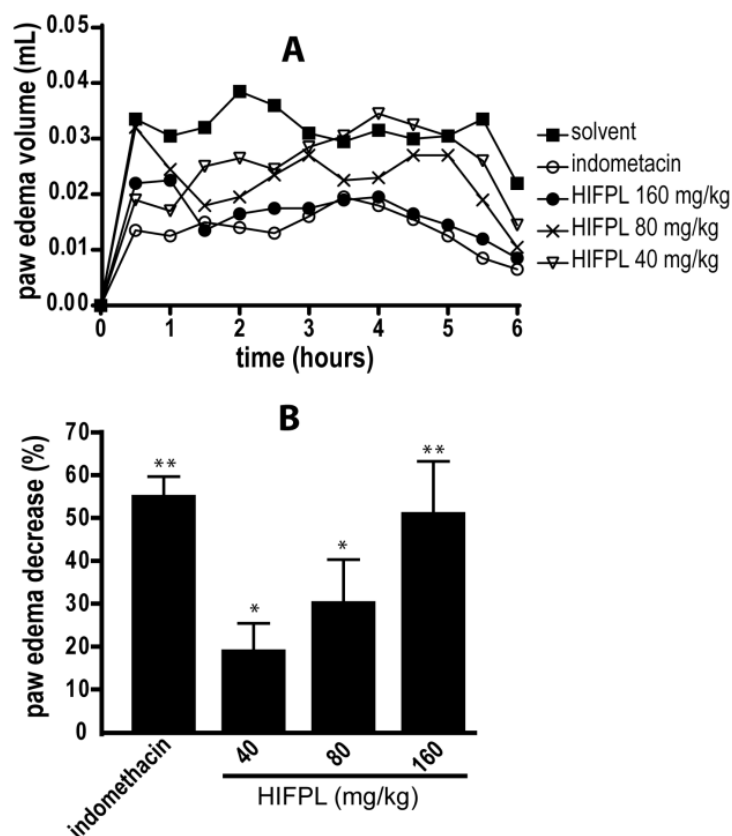 A
paw edema volume (mL)
0.05
0.04
0.03
0.02
0.01
0.00
0 1 2 3 4 5 6
time (hours)
solvent
indometacin
HIFPL 160 mg/kg
HIFPL 80 mg/kg
HIFPL 40 mg/kg
B
paw edema decrease (%)
70
60
50
40
30
20
10
0
** * * **
indomethacin 40 80 160
HIFPL (mg/kg)